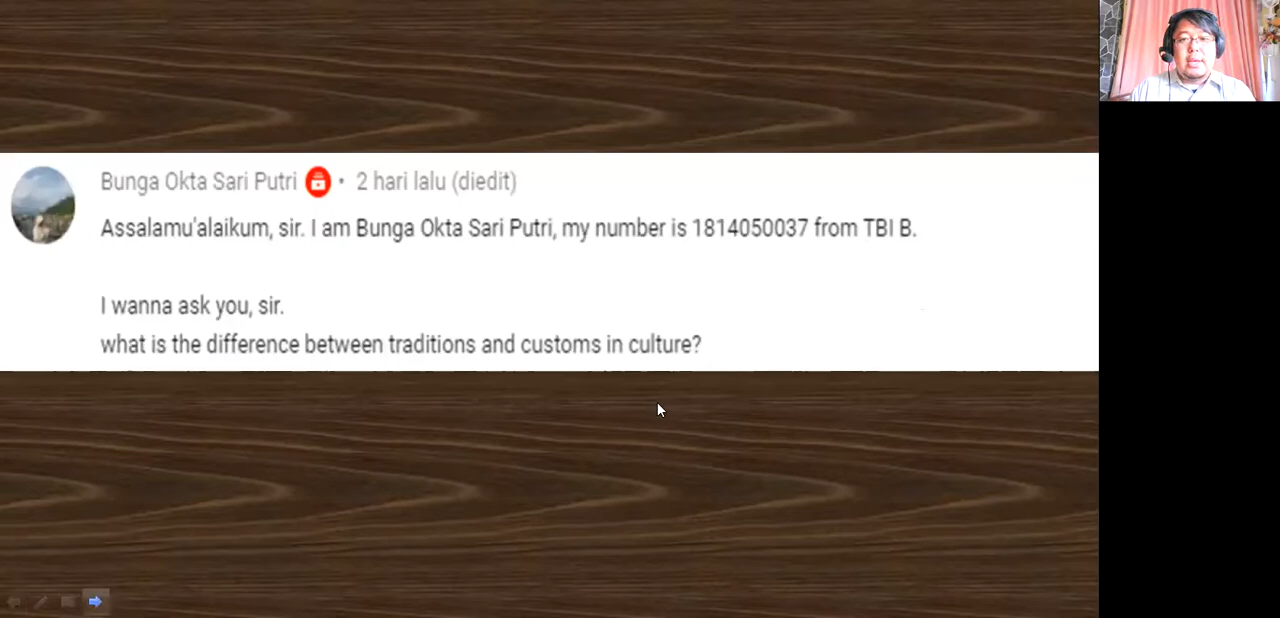 Bunga Okta Sari Putri • 2 hari lalu (diedit)
Assalamu'alaikum, sir. I am Bunga Okta Sari Putri, my number is 1814050037 from TBI B.
I wanna ask you, sir.
what is the difference between traditions and customs in culture?